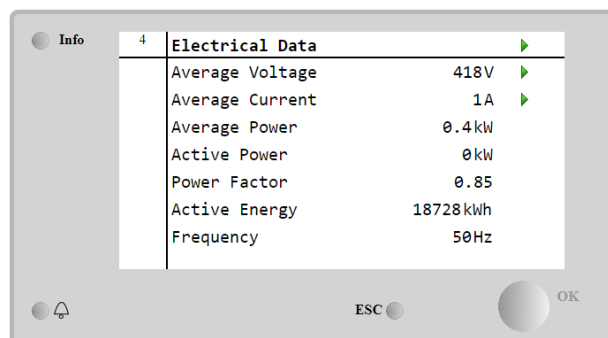 Info
4 Electrical Data
Average Voltage 418V
Average Current 1A
Average Power 0.4kW
Active Power 0kW
Power Factor 0.85
Active Energy 18728kWh
Frequency 50Hz
ESC OK